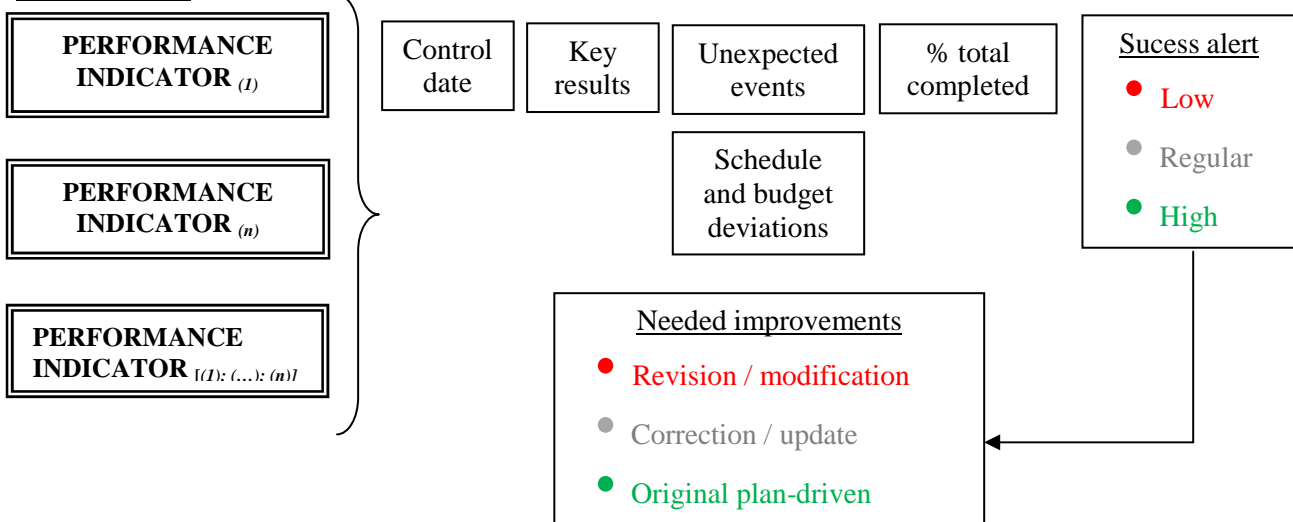 PERFORMANCE
INDICATOR (1)
PERFORMANCE
INDICATOR (n)
PERFORMANCE
INDICATOR [(1); (…); (n)]
Control
date
Key
results
Unexpected
events
% total
completed
Schedule
and budget
deviations
Sucess alert
Low
Regular
High
Needed improvements
Revision / modification
Correction / update
Original plan-driven